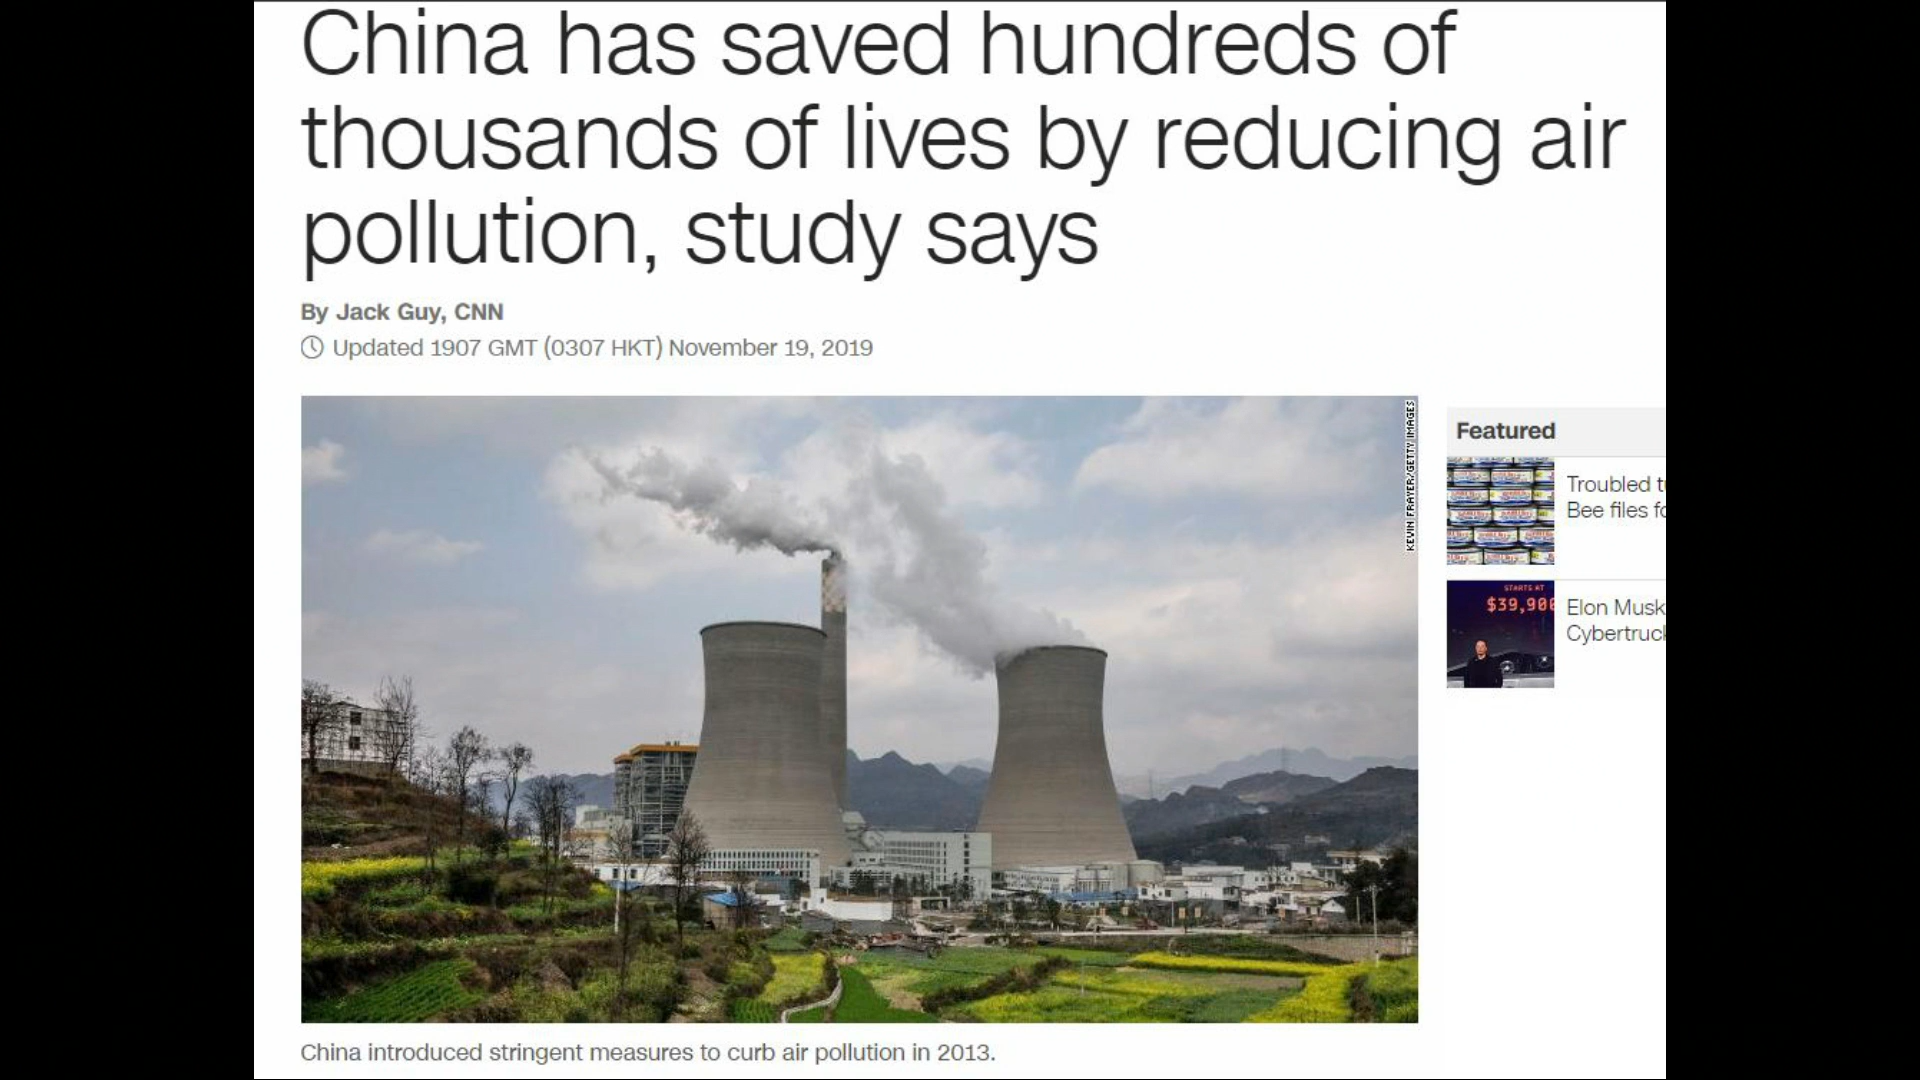 China has saved hundreds of
thousands of lives by reducing air
pollution, study says
By Jack Guy, CNN
Updated 1907 GMT (0307 HKT) November 19, 2019
KEVIN FRAYER/GETTY IMAGES
Featured
Troubled
Bee files
STARTS AT
$39,900
Elon Musk
China introduced stringent measures to curb air pollution in 2013.